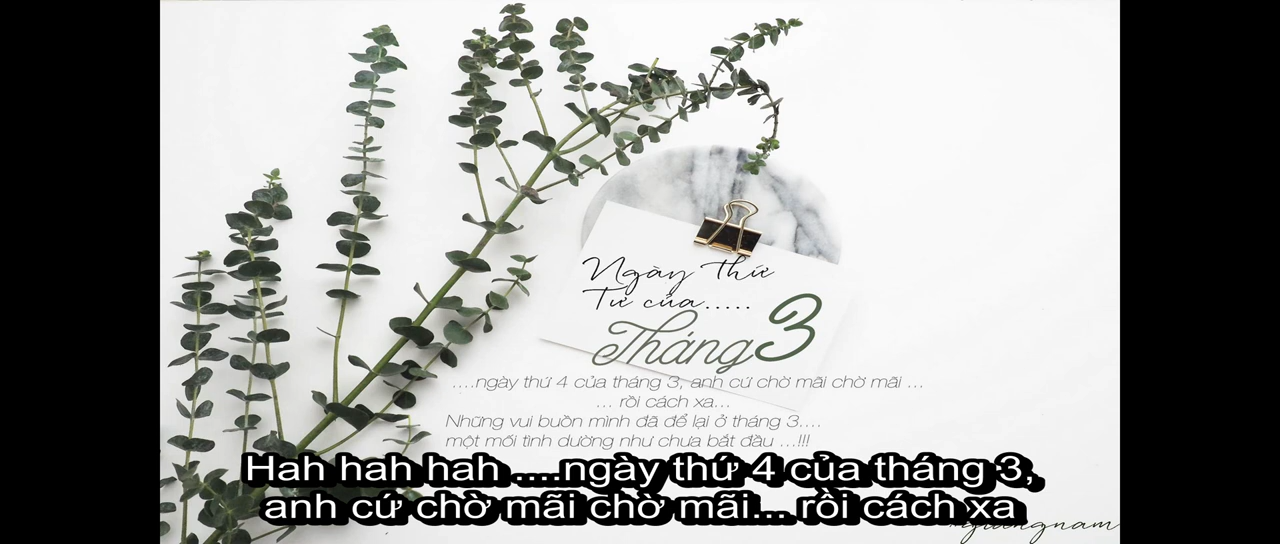 Ngày thứ
Tư của.....
Tháng 3
....ngày thứ 4 của tháng 3, anh cứ chờ mãi chờ mãi ...
... rồi cách xa...
Những vui buồn mình đã để lại ở tháng 3....
một mối tình dường như chưa bắt đầu ...!!!
Hah hah hah ....ngày thứ 4 của tháng 3,
anh cứ chờ mãi chờ mãi... rồi cách xa